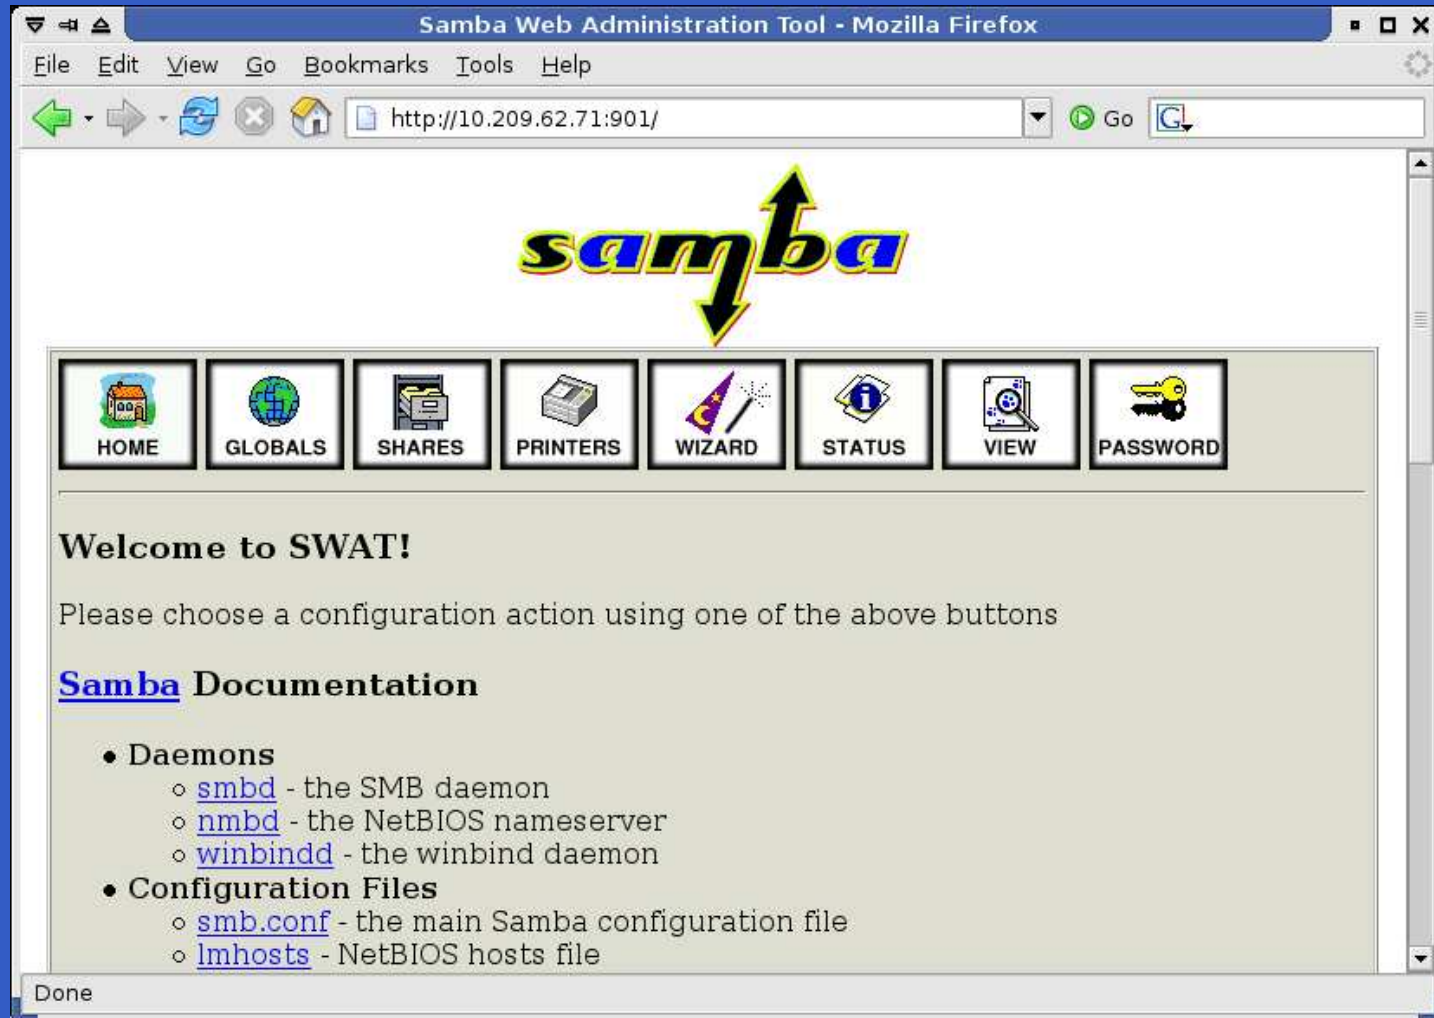 Samba Web Administration Tool - Mozilla Firefox
File Edit View Go Bookmarks Tools Help
http://10.209.62.71:901/ Go G
samba
HOME GLOBALS SHARES PRINTERS WIZARD STATUS VIEW PASSWORD
Welcome to SWAT!
Please choose a configuration action using one of the above buttons
Samba Documentation
• Daemons
◦ smbd - the SMB daemon
◦ nmbd - the NetBIOS nameserver
◦ winbindd - the winbind daemon
• Configuration Files
◦ smb.conf - the main Samba configuration file
◦ lmhosts - NetBIOS hosts file
Done